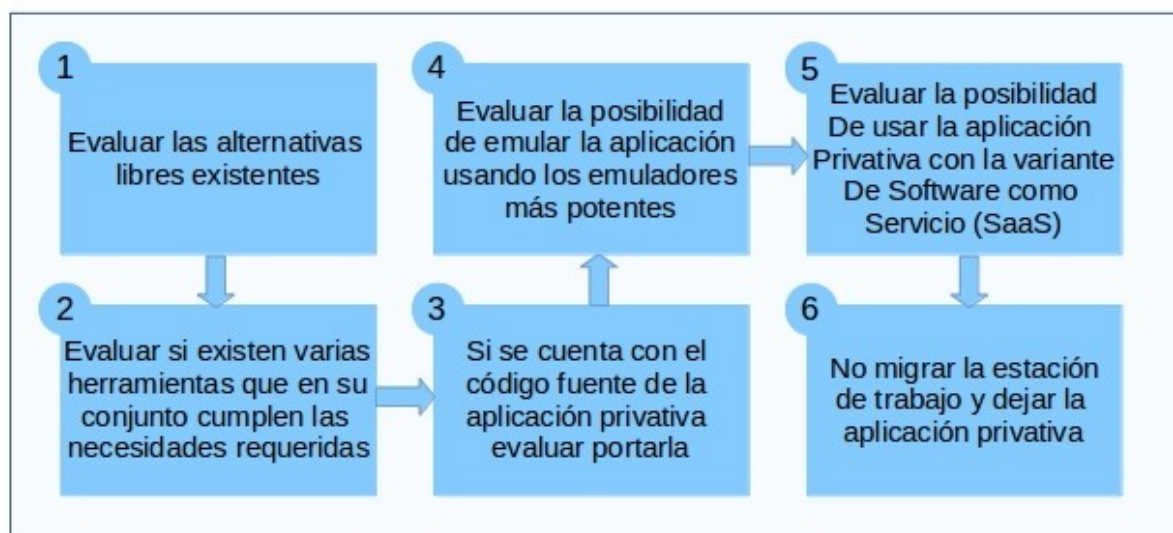 1
Evaluar las alternativas
libres existentes
2
Evaluar si existen varias
herramientas que en su
conjunto cumplen las
necesidades requeridas
3
Si se cuenta con el
código fuente de la
aplicación privativa
evaluar portarla
4
Evaluar la posibilidad
de emular la aplicación
usando los emuladores
más potentes
5
Evaluar la posibilidad
De usar la aplicación
Privativa con la variante
De Software como
Servicio (SaaS)
6
No migrar la estación
de trabajo y dejar la
aplicación privativa